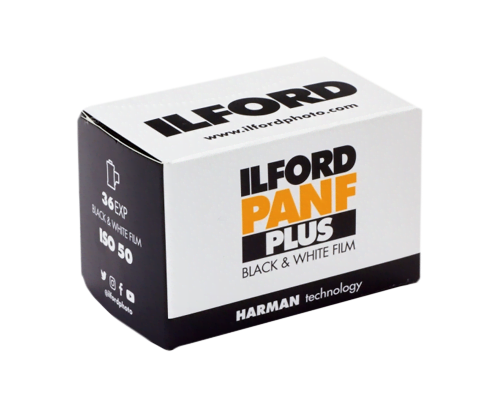 ILFORD
www.ilfordphoto.com
ILFORD
PANF
PLUS
BLACK & WHITE FILM
HARMAN technology
36 EXP
BLACK & WHITE FILM
ISO 50
@ilfordphoto